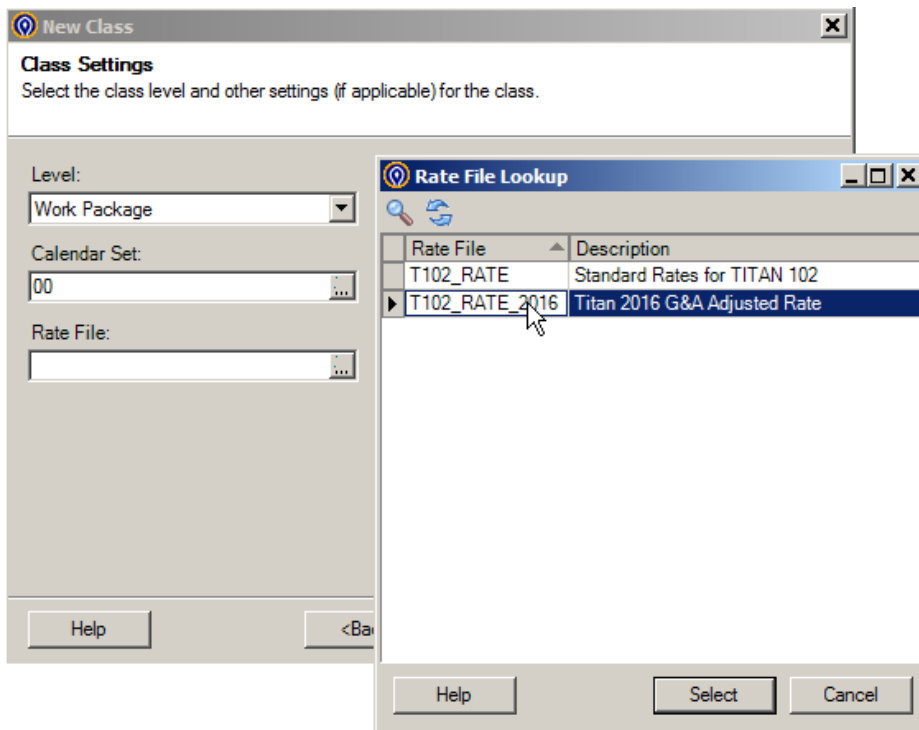 New Class
Class Settings
Select the class level and other settings (if applicable) for the class.
Level:
Work Package
Calendar Set:
00
...
Rate File:
...
Help
<Ba
Rate File Lookup
Rate File Description
T102_RATE Standard Rates for TITAN 102
T102_RATE_2016 Titan 2016 G&A Adjusted Rate
Help Select Cancel